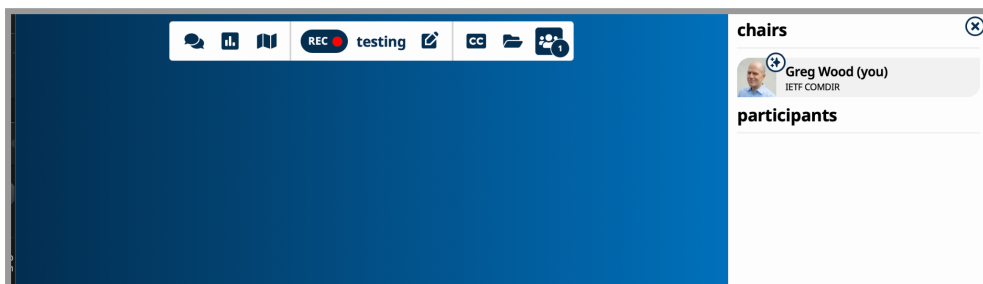 REC testing CC 1
chairs
Greg Wood (you)
IETF COMDIR
participants